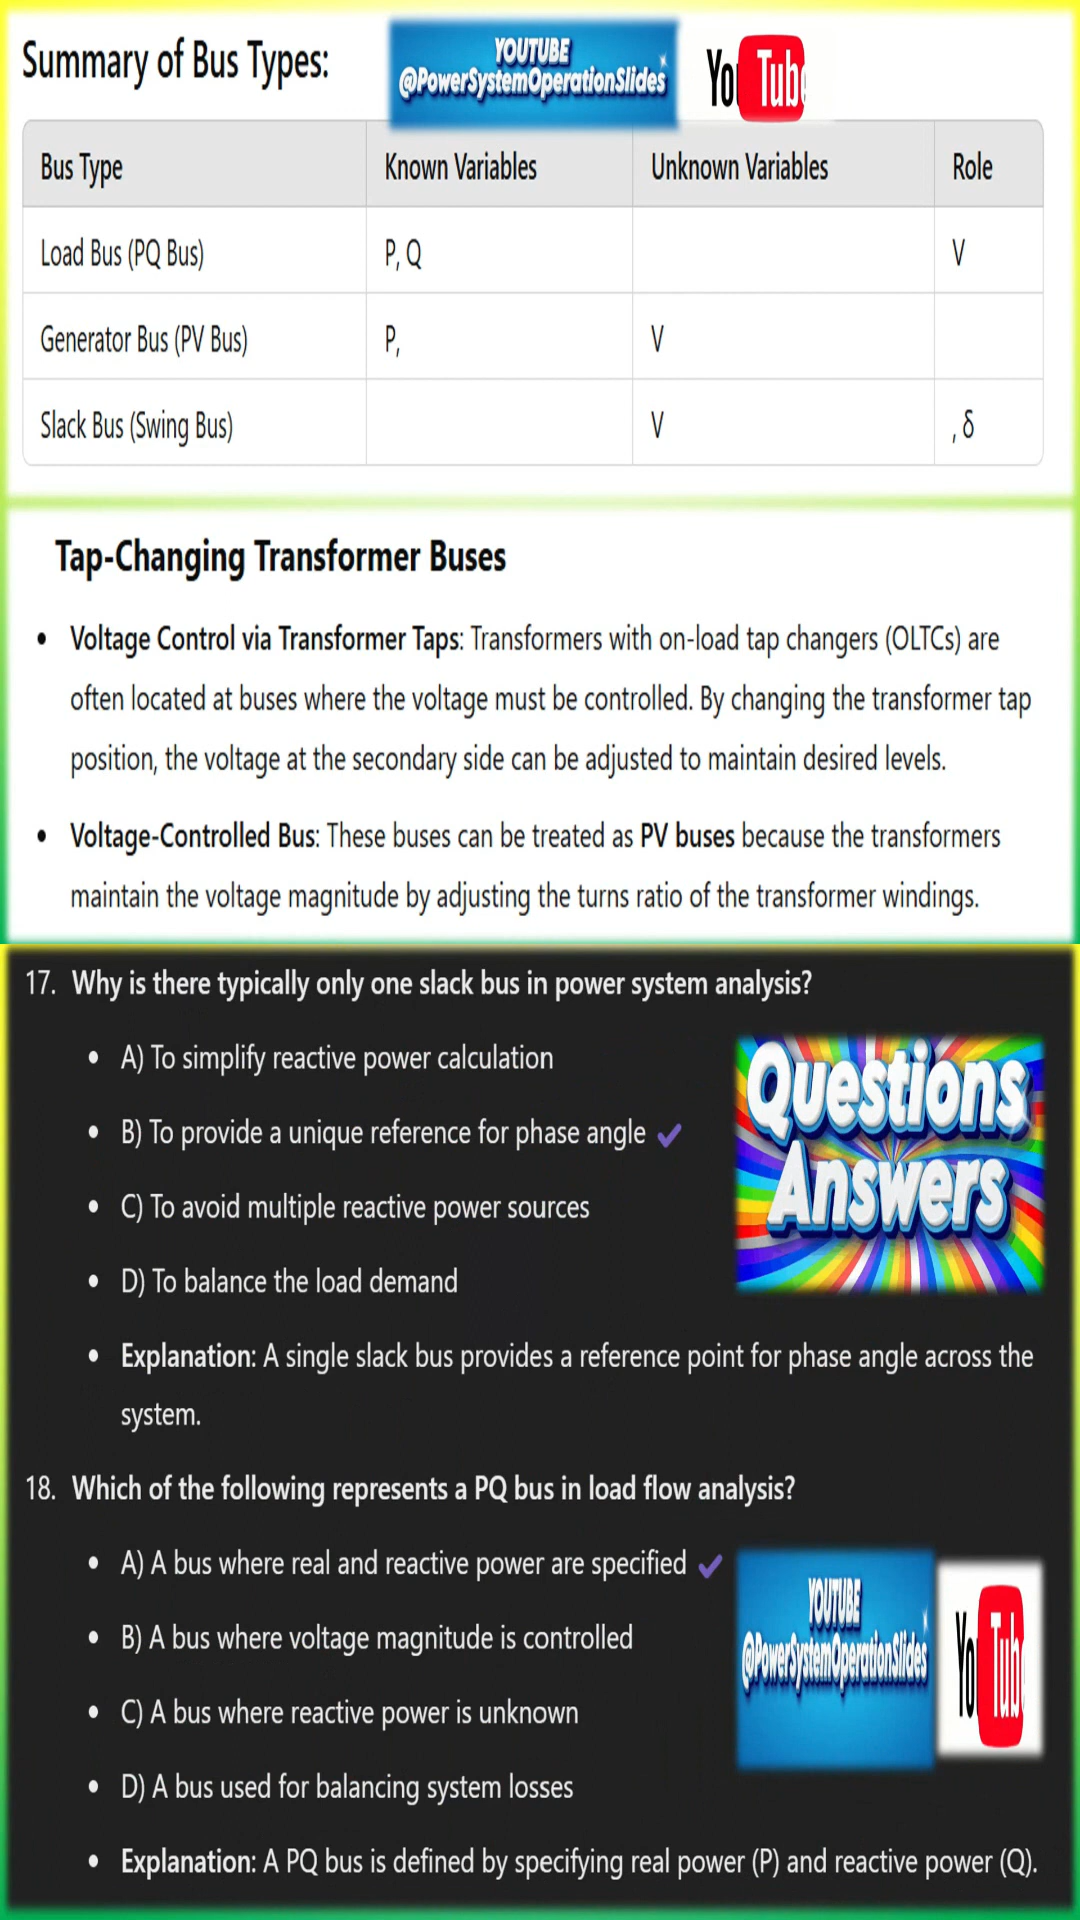 Summary of Bus Types:
YOUTUBE
@PowerSystemOperationSlides
YouTube
Bus Type Known Variables Unknown Variables Role
Load Bus (PQ Bus) P, Q V
Generator Bus (PV Bus) P, V
Slack Bus (Swing Bus) V , δ
Tap-Changing Transformer Buses
• Voltage Control via Transformer Taps: Transformers with on-load tap changers (OLTCs) are
often located at buses where the voltage must be controlled. By changing the transformer tap
position, the voltage at the secondary side can be adjusted to maintain desired levels.
• Voltage-Controlled Bus: These buses can be treated as PV buses because the transformers
maintain the voltage magnitude by adjusting the turns ratio of the transformer windings.
17. Why is there typically only one slack bus in power system analysis?
• A) To simplify reactive power calculation
• B) To provide a unique reference for phase angle ✓
• C) To avoid multiple reactive power sources
• D) To balance the load demand
Questions
Answers
• Explanation: A single slack bus provides a reference point for phase angle across the
system.
18. Which of the following represents a PQ bus in load flow analysis?
• A) A bus where real and reactive power are specified ✓
• B) A bus where voltage magnitude is controlled
• C) A bus where reactive power is unknown
• D) A bus used for balancing system losses
YOUTUBE
@PowerSystemOperationSlides
Yo Tub
• Explanation: A PQ bus is defined by specifying real power (P) and reactive power (Q).